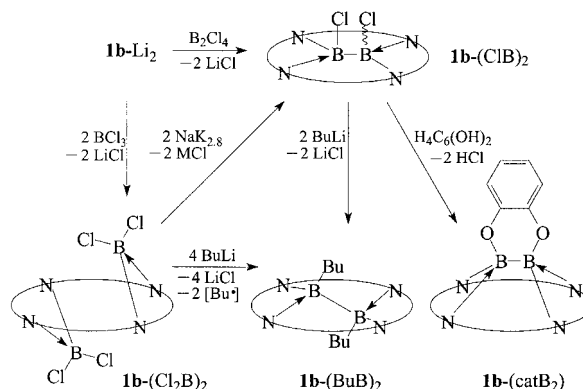 Cl Cl
1b-Li2 B2Cl4 −2 LiCl N N B−B N N 1b-(ClB)2
2 BCl3 −2 LiCl
2 NaK2.8 −2 MCl
2 BuLi −2 LiCl
H4C6(OH)2 −2 HCl
Cl Cl B
N N N N
B Cl Cl
4 BuLi
−4 LiCl
−2 [Bu•]
Bu
N B N
N B N
Bu
O O
B−B
N N
N N
1b-(Cl2B)2 1b-(BuB)2 1b-(catB2)